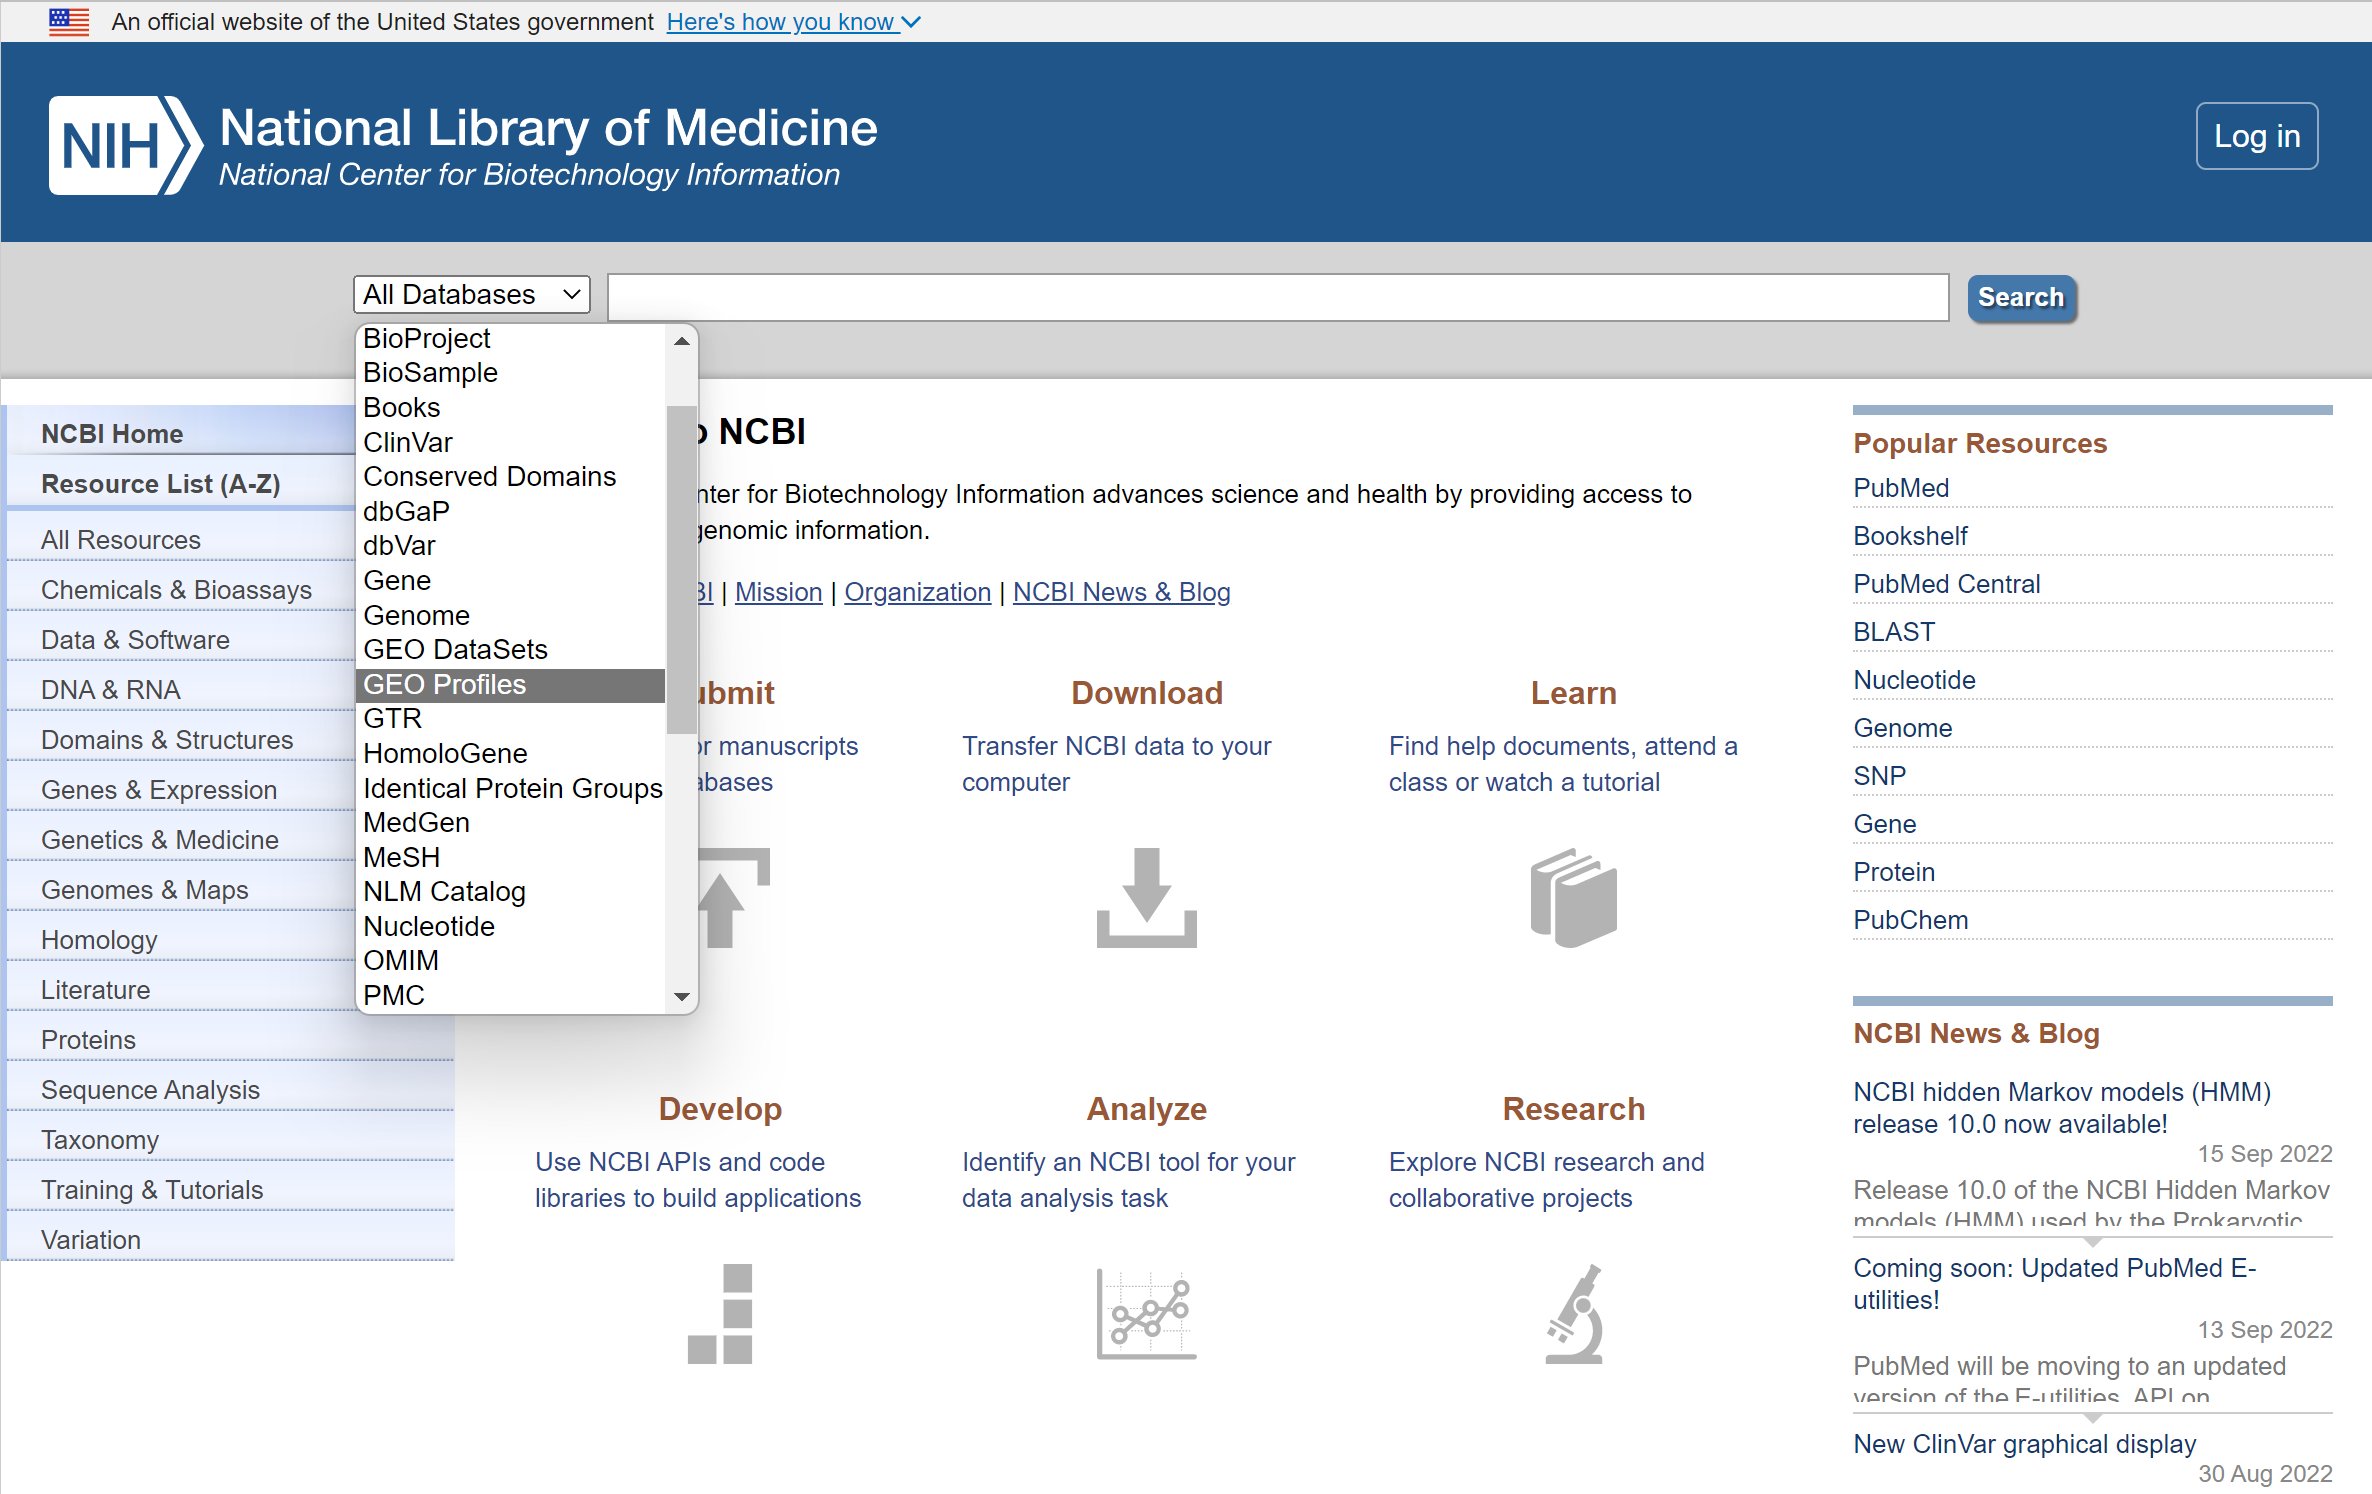 An official website of the United States government Here's how you know
NIH National Library of Medicine
National Center for Biotechnology Information
Log in
All Databases
Search
BioProject
BioSample
Books
ClinVar
Conserved Domains
dbGaP
dbVar
Gene
Genome
GEO DataSets
GEO Profiles
GTR
HomoloGene
Identical Protein Groups
MedGen
MeSH
NLM Catalog
Nucleotide
OMIM
PMC
NCBI Home
Resource List (A-Z)
All Resources
Chemicals & Bioassays
Data & Software
DNA & RNA
Domains & Structures
Genes & Expression
Genetics & Medicine
Genomes & Maps
Homology
Literature
Proteins
Sequence Analysis
Taxonomy
Training & Tutorials
Variation
NCBI
for Biotechnology Information advances science and health by providing access to
genomic information.
| Mission | Organization | NCBI News & Blog
Download
Transfer NCBI data to your
computer
Learn
Find help documents, attend a
class or watch a tutorial
manuscripts
Develop
Use NCBI APIs and code
libraries to build applications
Analyze
Identify an NCBI tool for your
data analysis task
Research
Explore NCBI research and
collaborative projects
Popular Resources
PubMed
Bookshelf
PubMed Central
BLAST
Nucleotide
Genome
SNP
Gene
Protein
PubChem
NCBI News & Blog
NCBI hidden Markov models (HMM)
release 10.0 now available!
15 Sep 2022
Release 10.0 of the NCBI Hidden Markov
models (HMM) used by the Prokaryotic
Coming soon: Updated PubMed E-
utilities!
13 Sep 2022
PubMed will be moving to an updated
version of the E-utilities API on
New ClinVar graphical display
30 Aug 2022